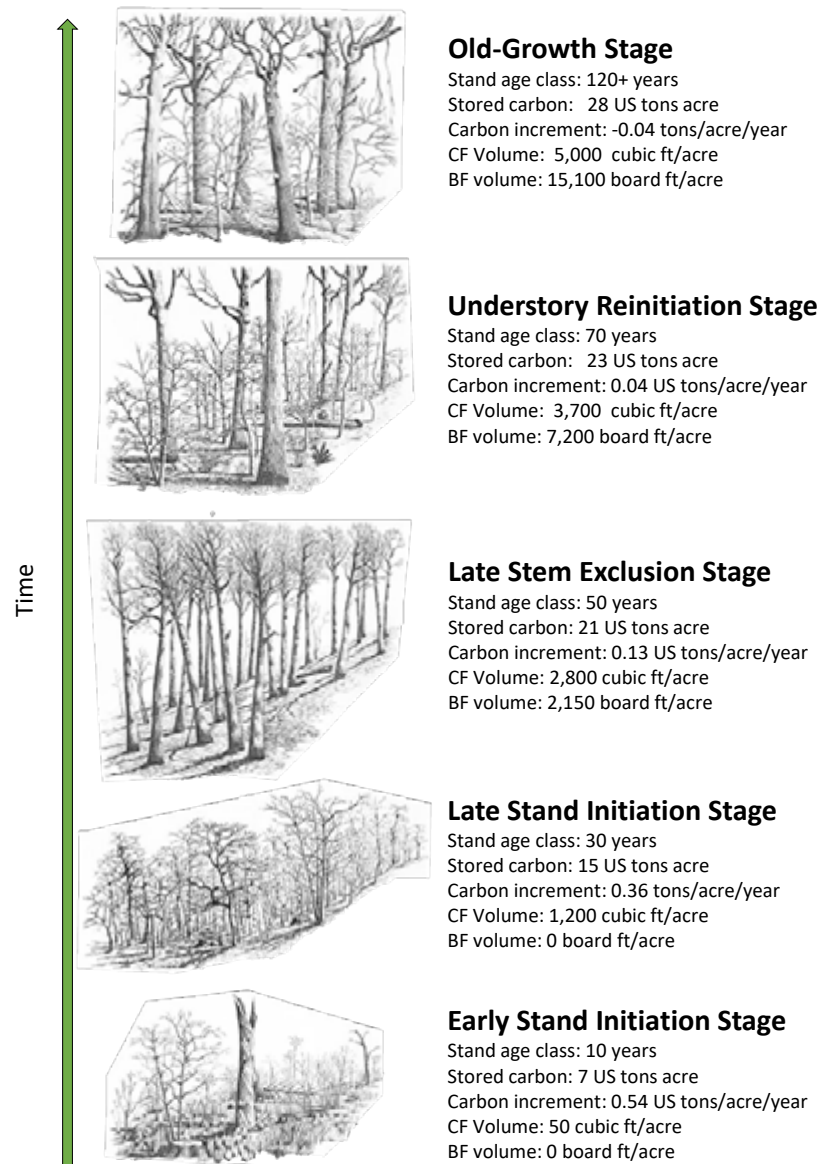 Old-Growth Stage
Stand age class: 120+ years
Stored carbon:   28 US tons acre
Carbon increment: -0.04 tons/acre/year
CF Volume:  5,000  cubic ft/acre
BF volume: 15,100 board ft/acre
Understory Reinitiation Stage
Stand age class: 70 years
Stored carbon:   23 US tons acre
Carbon increment: 0.04 US tons/acre/year
CF Volume:  3,700  cubic ft/acre
BF volume: 7,200 board ft/acre
Time
Late Stem Exclusion Stage
Stand age class: 50 years
Stored carbon: 21 US tons acre
Carbon increment: 0.13 US tons/acre/year
CF Volume: 2,800 cubic ft/acre
BF volume: 2,150 board ft/acre
Late Stand Initiation Stage
Stand age class: 30 years
Stored carbon: 15 US tons acre
Carbon increment: 0.36 tons/acre/year
CF Volume: 1,200 cubic ft/acre
BF volume: 0 board ft/acre
Early Stand Initiation Stage
Stand age class: 10 years
Stored carbon: 7 US tons acre
Carbon increment: 0.54 US tons/acre/year
CF Volume: 50 cubic ft/acre
BF volume: 0 board ft/acre